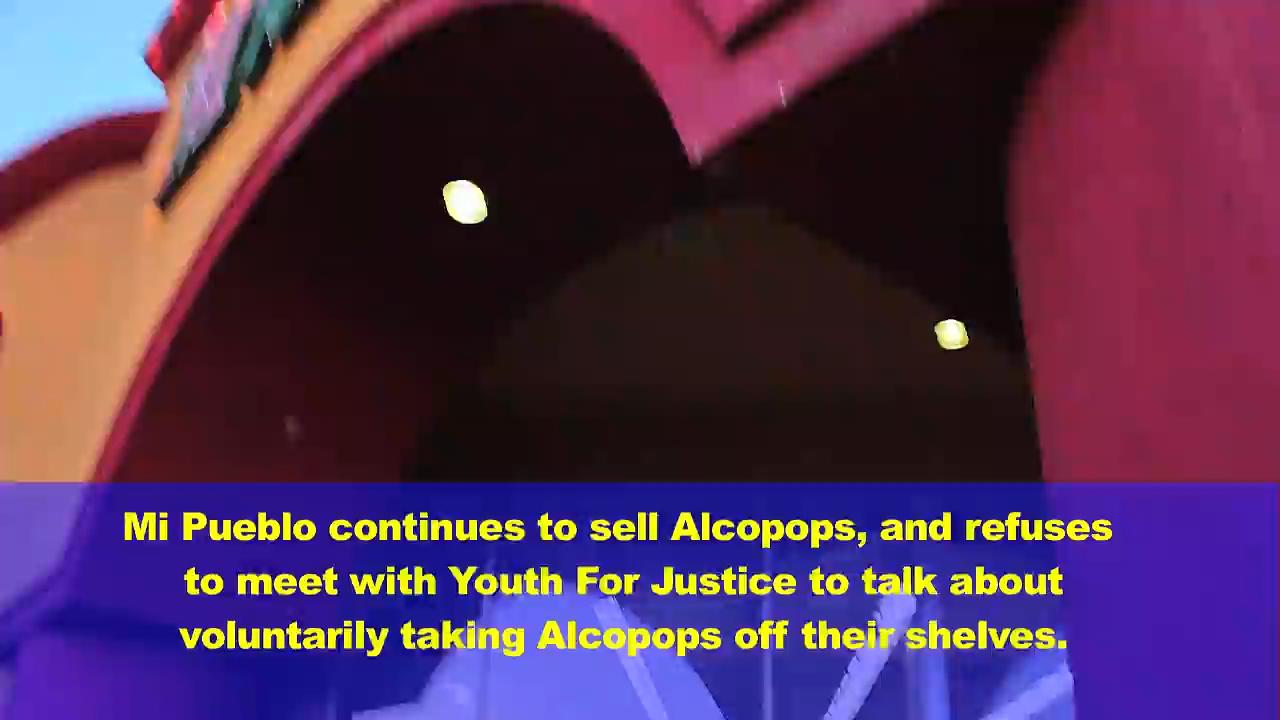 Mi Pueblo continues to sell Alcopops, and refuses
to meet with Youth For Justice to talk about
voluntarily taking Alcopops off their shelves.